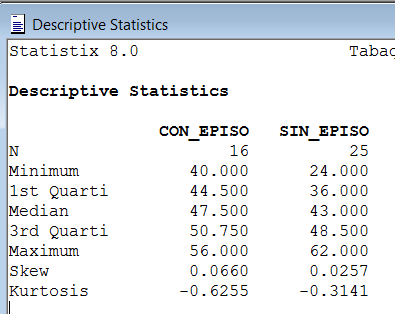 Descriptive Statistics
Statistix 8.0 Tabaq
Descriptive Statistics
CON_EPISO SIN_EPISO
N 16 25
Minimum 40.000 24.000
1st Quarti 44.500 36.000
Median 47.500 43.000
3rd Quarti 50.750 48.500
Maximum 56.000 62.000
Skew 0.0660 0.0257
Kurtosis -0.6255 -0.3141